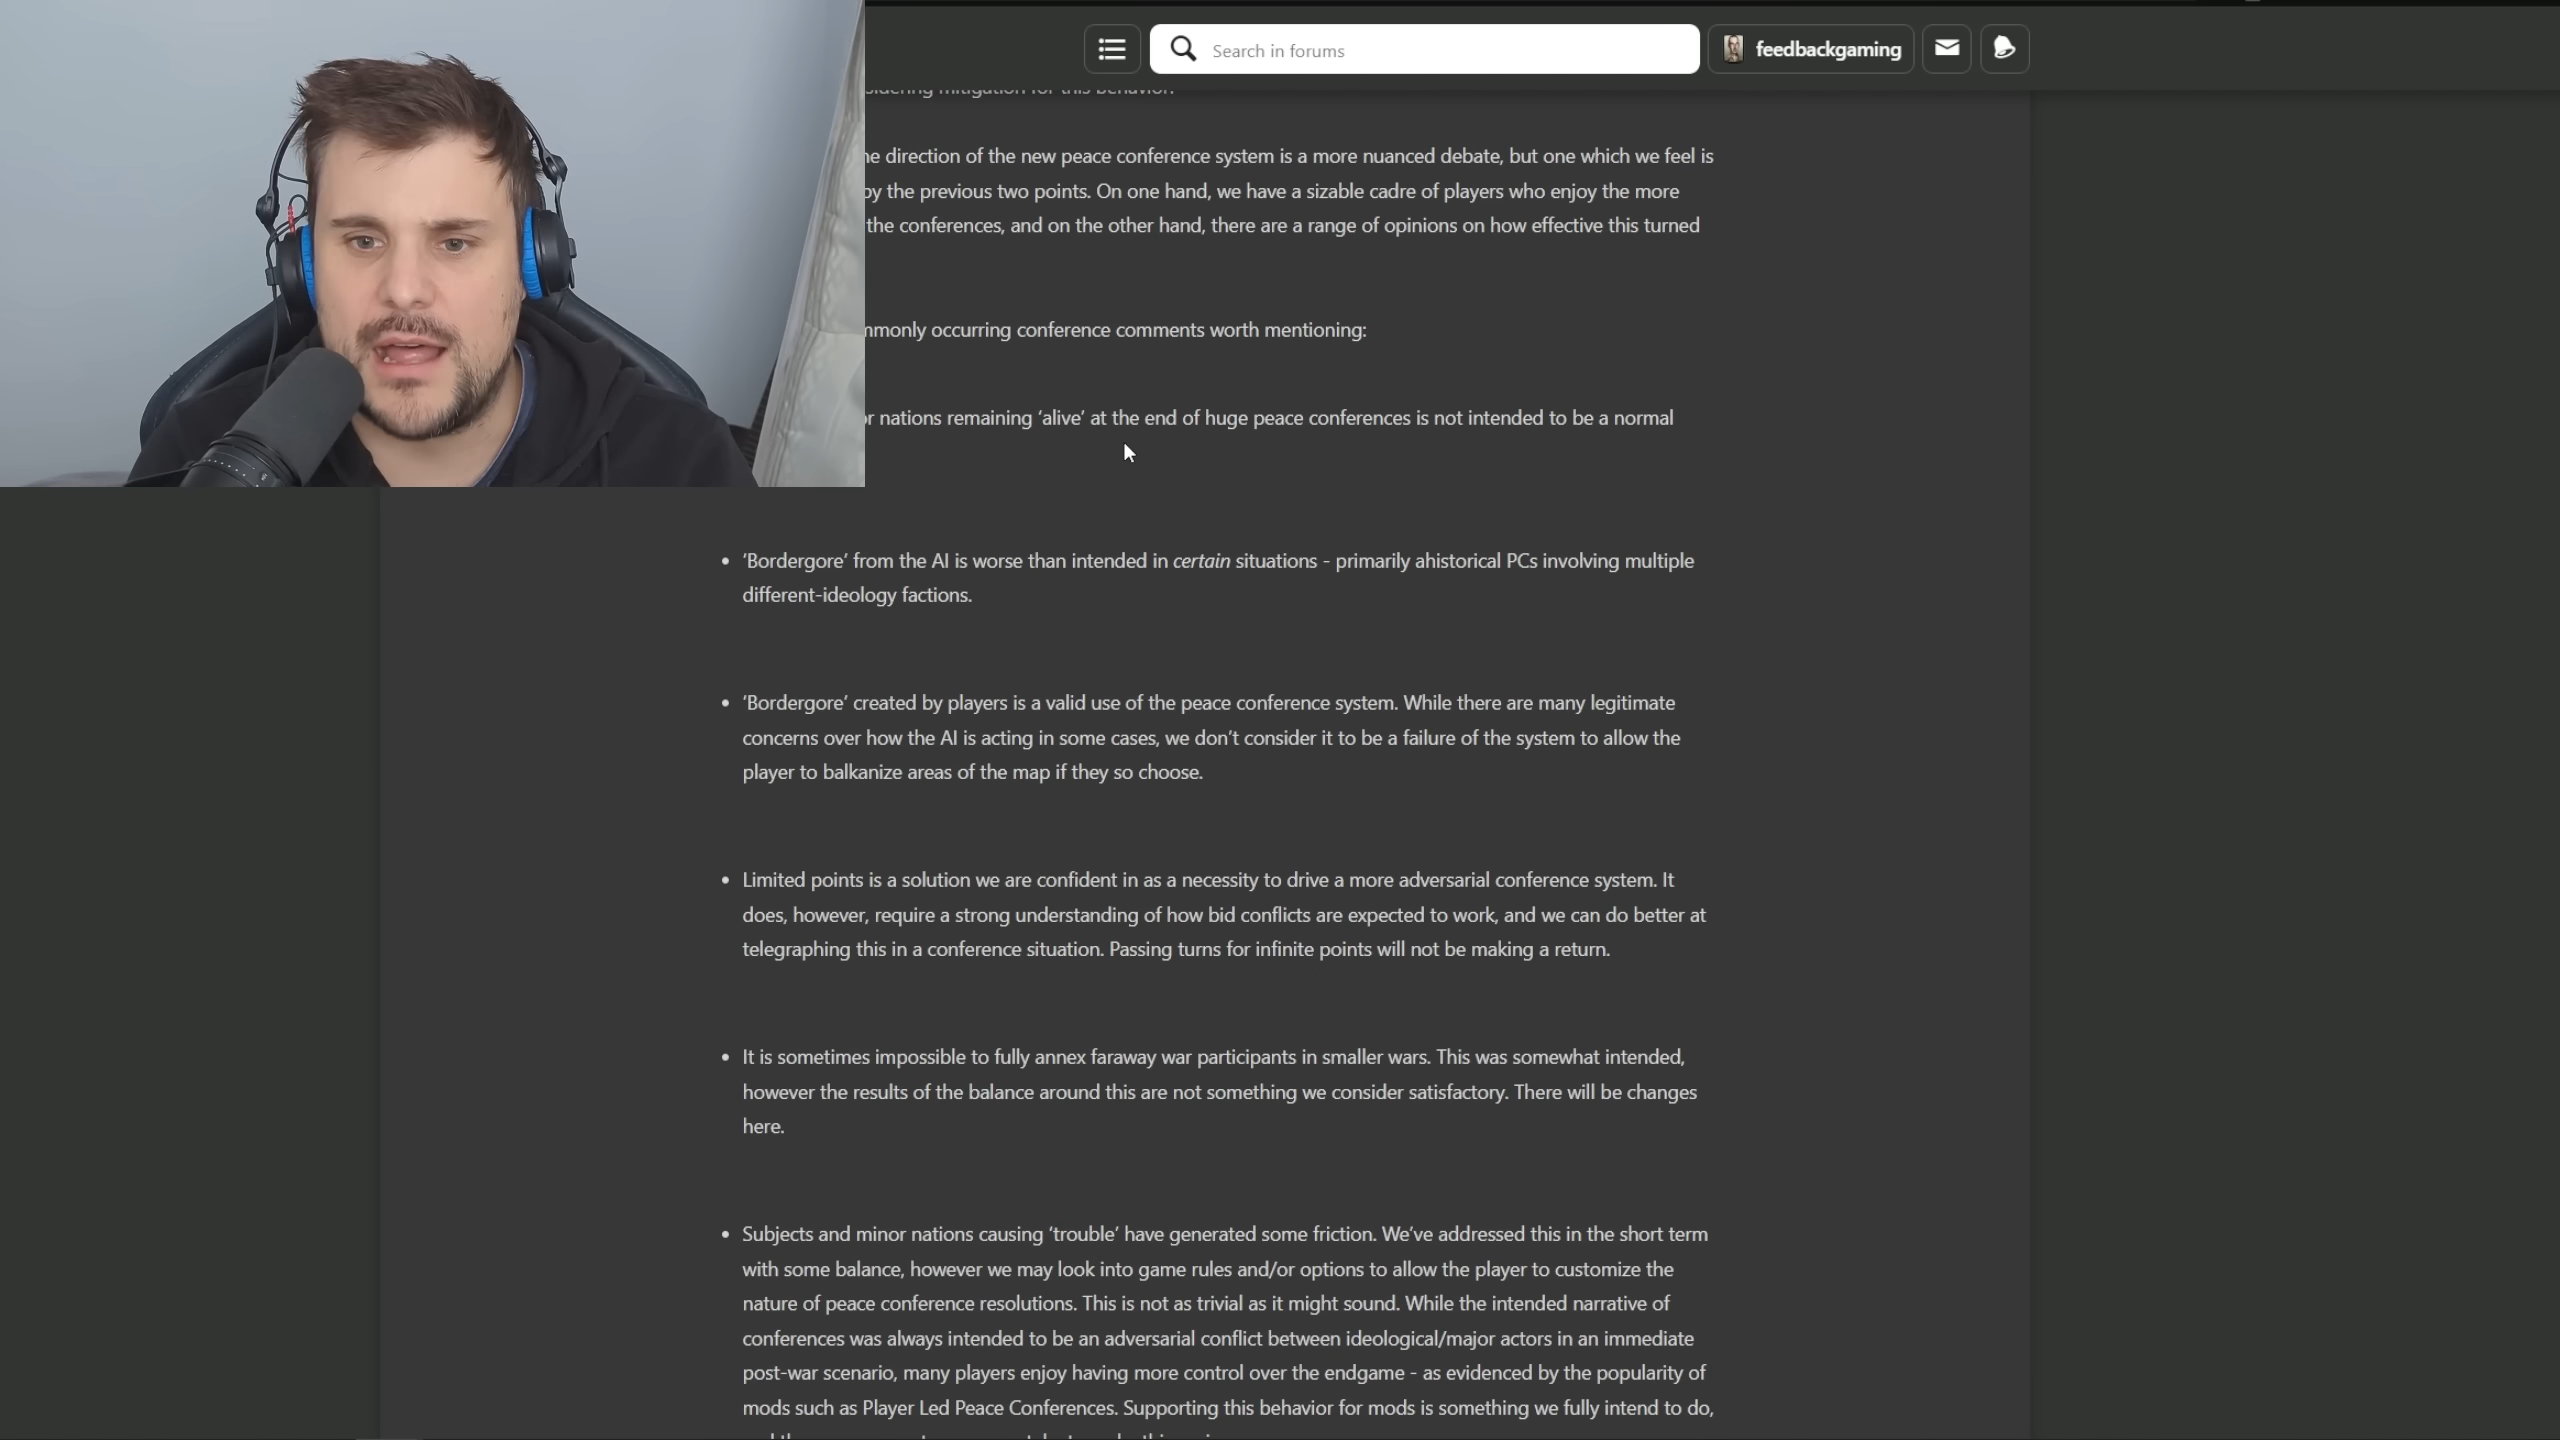 Search in forums
feedbackgaming
sidering mitigation for this behavior.
he direction of the new peace conference system is a more nuanced debate, but one which we feel is
by the previous two points. On one hand, we have a sizable cadre of players who enjoy the more
the conferences, and on the other hand, there are a range of opinions on how effective this turned
mmonly occurring conference comments worth mentioning:
or nations remaining ‘alive’ at the end of huge peace conferences is not intended to be a normal
• ‘Bordergore’ from the AI is worse than intended in certain situations - primarily ahistorical PCs involving multiple
different-ideology factions.
• ‘Bordergore’ created by players is a valid use of the peace conference system. While there are many legitimate
concerns over how the AI is acting in some cases, we don’t consider it to be a failure of the system to allow the
player to balkanize areas of the map if they so choose.
• Limited points is a solution we are confident in as a necessity to drive a more adversarial conference system. It
does, however, require a strong understanding of how bid conflicts are expected to work, and we can do better at
telegraphing this in a conference situation. Passing turns for infinite points will not be making a return.
• It is sometimes impossible to fully annex faraway war participants in smaller wars. This was somewhat intended,
however the results of the balance around this are not something we consider satisfactory. There will be changes
here.
• Subjects and minor nations causing ‘trouble’ have generated some friction. We’ve addressed this in the short term
with some balance, however we may look into game rules and/or options to allow the player to customize the
nature of peace conference resolutions. This is not as trivial as it might sound. While the intended narrative of
conferences was always intended to be an adversarial conflict between ideological/major actors in an immediate
post-war scenario, many players enjoy having more control over the endgame - as evidenced by the popularity of
mods such as Player Led Peace Conferences. Supporting this behavior for mods is something we fully intend to do,